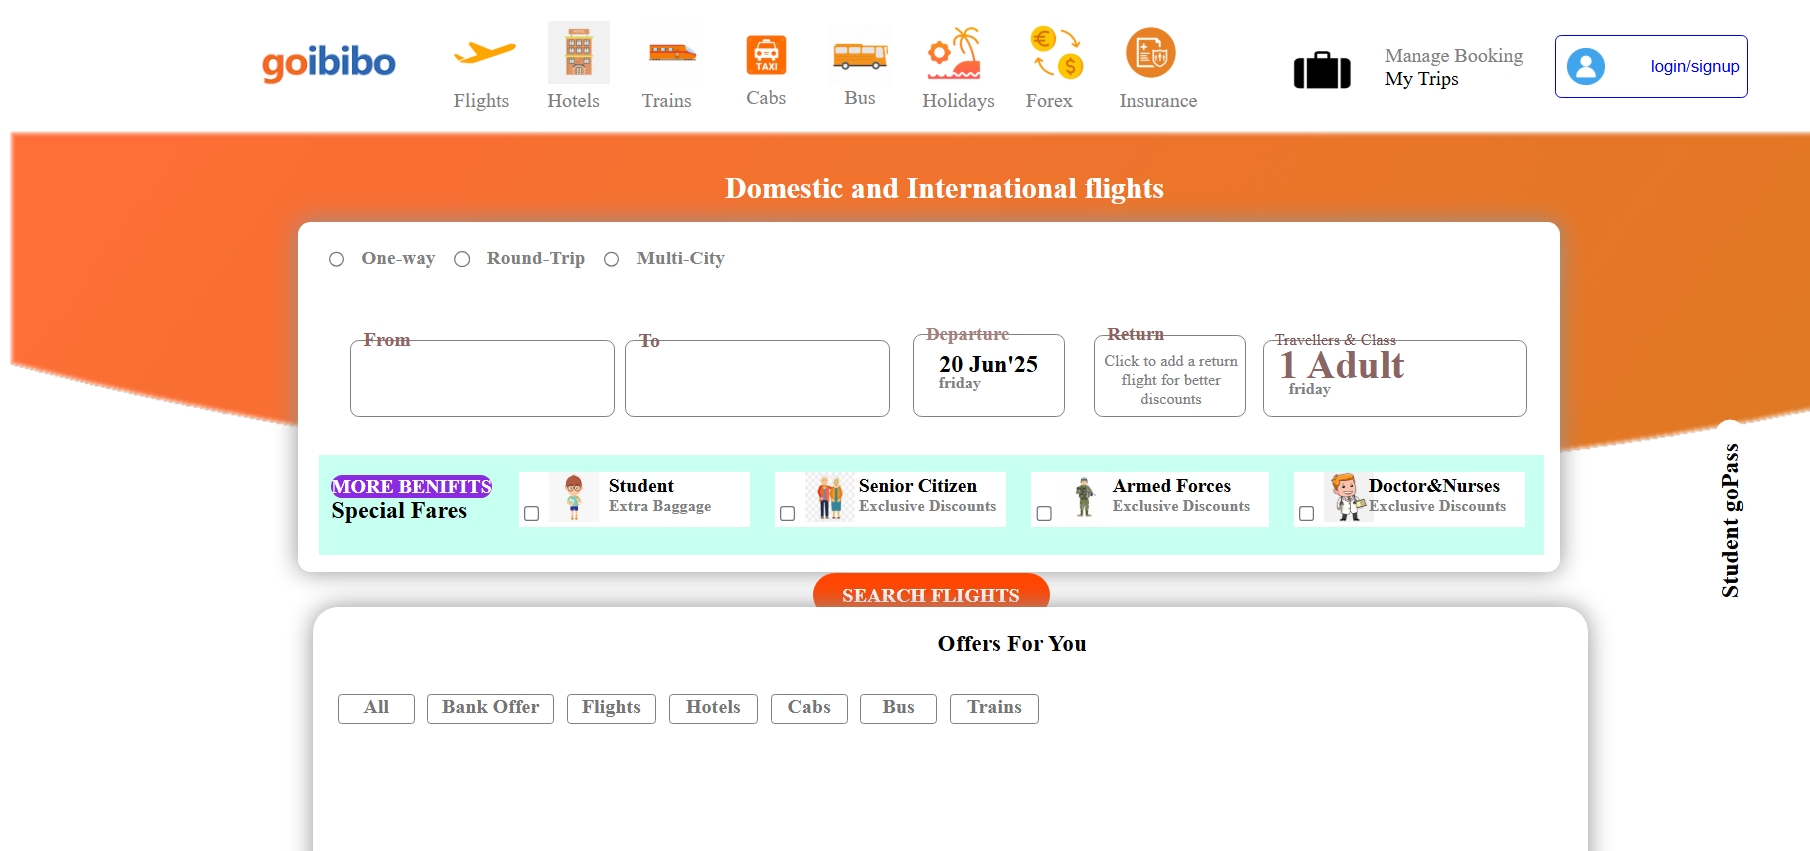 goibibo
Flights
Hotels
HOTEL
Trains
TAXI
Cabs
Bus
Holidays
Forex
Insurance
Manage Booking
My Trips
login/signup
Domestic and International flights
One-way
Round-Trip
Multi-City
From
To
Departure
20 Jun'25
friday
Return
Click to add a return
flight for better
discounts
Travellers & Class
1 Adult
friday
MORE BENIFITS
Special Fares
Student
Extra Baggage
Senior Citizen
Exclusive Discounts
Armed Forces
Exclusive Discounts
Doctor&Nurses
Exclusive Discounts
Student goPass
SEARCH FLIGHTS
Offers For You
All
Bank Offer
Flights
Hotels
Cabs
Bus
Trains